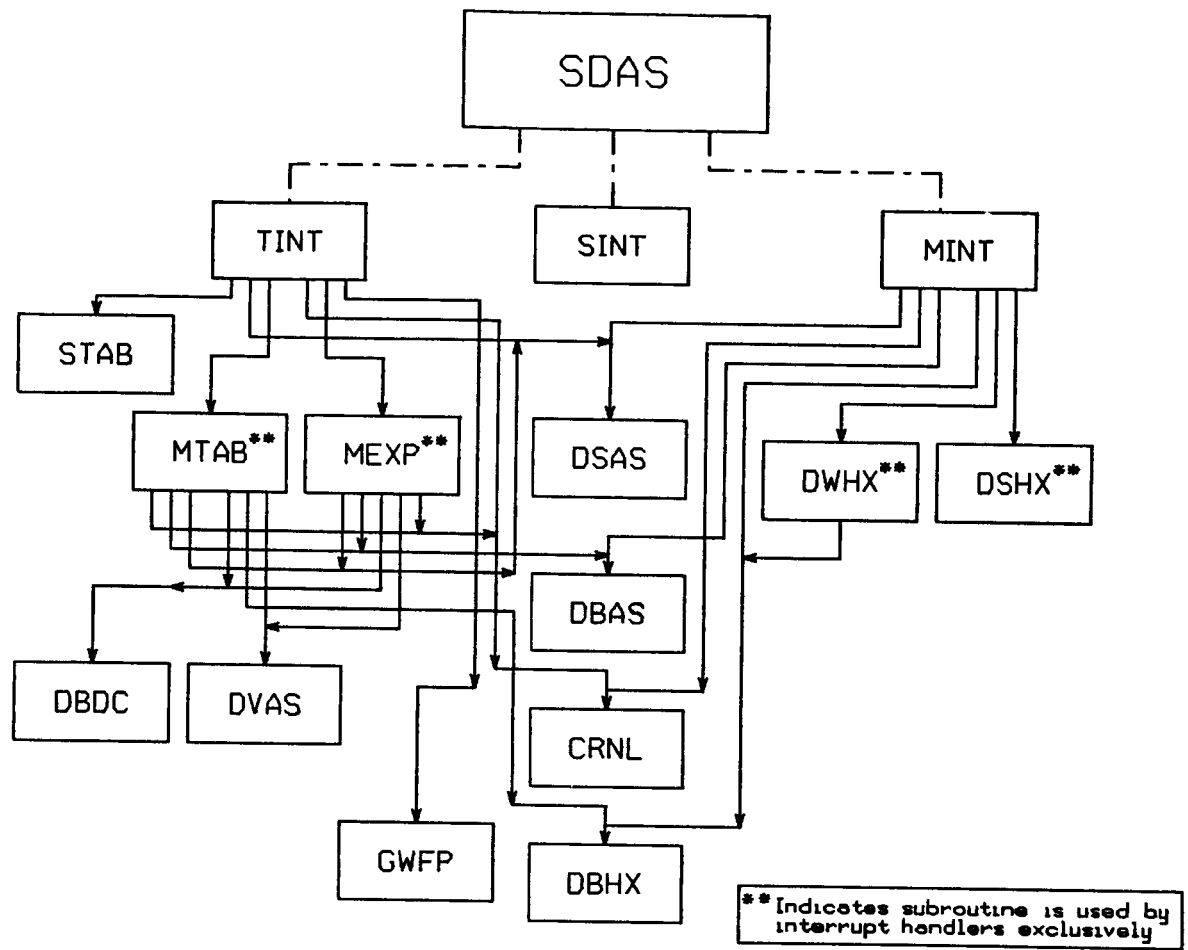 SDAS
TINT
SINT
MINT
STAB
MTAB**
MEXP**
DSAS
DWHX**
DSHX**
DBAS
DBDC
DVAS
CRNL
GWFP
DBHX
** Indicates subroutine is used by
interrupt handlers exclusively